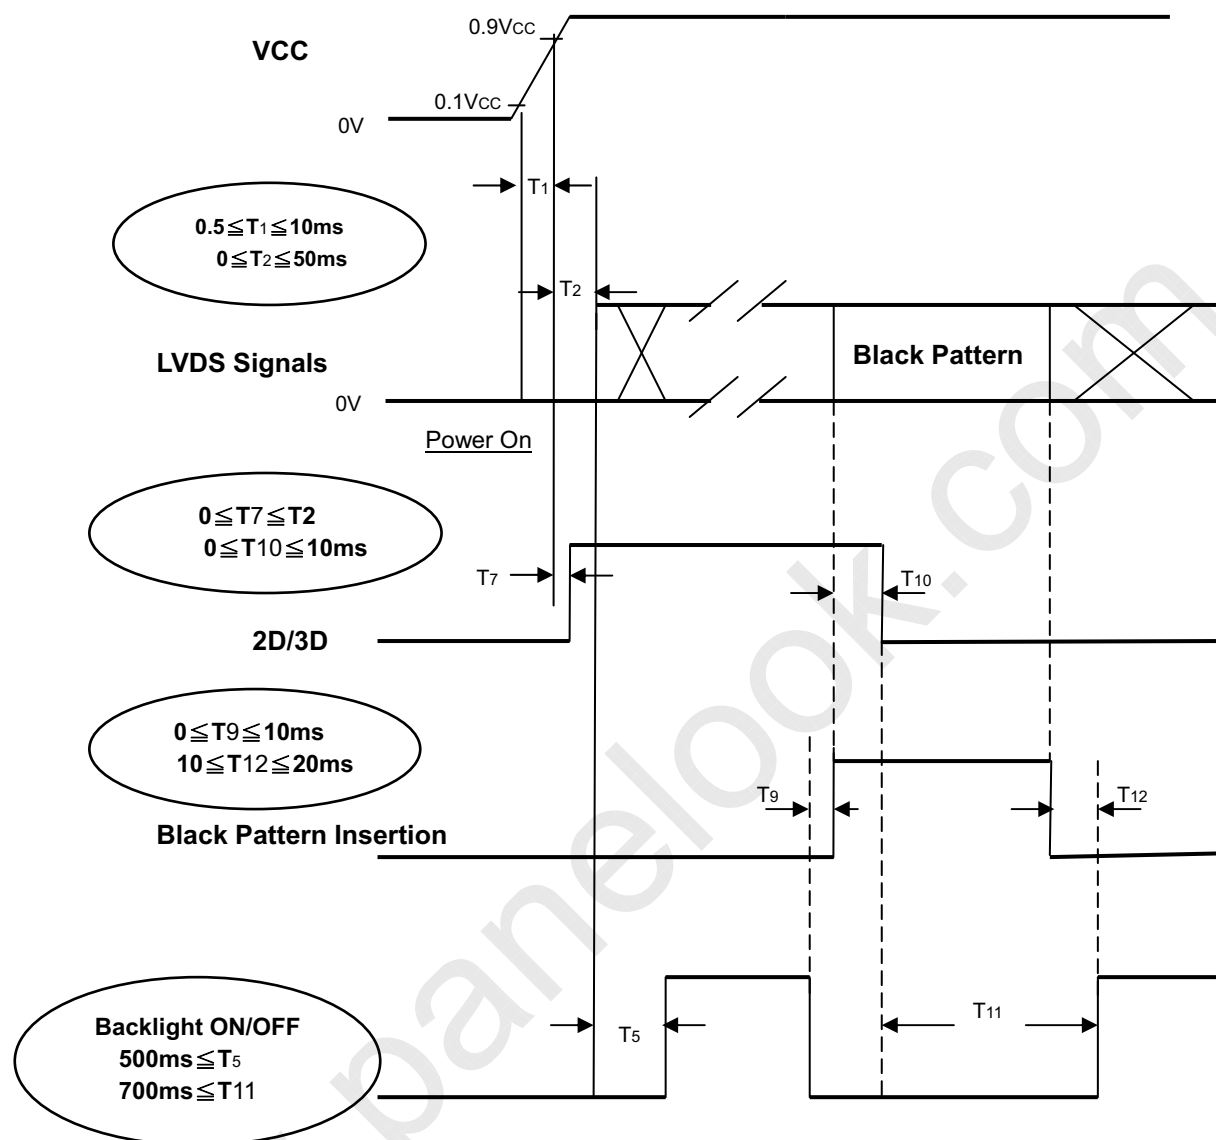 0.9VCC
VCC
0.1VCC
0V
T1
0.5≦T1≦10ms
0≦T2≦50ms
T2
LVDS Signals
Black Pattern
0V
Power On
0≦T7≦T2
0≦T10≦10ms
T7
T10
2D/3D
0≦T9≦10ms
10≦T12≦20ms
T9
T12
Black Pattern Insertion
Backlight ON/OFF
500ms≦T5
700ms≦T11
T5
T11
panelook.com